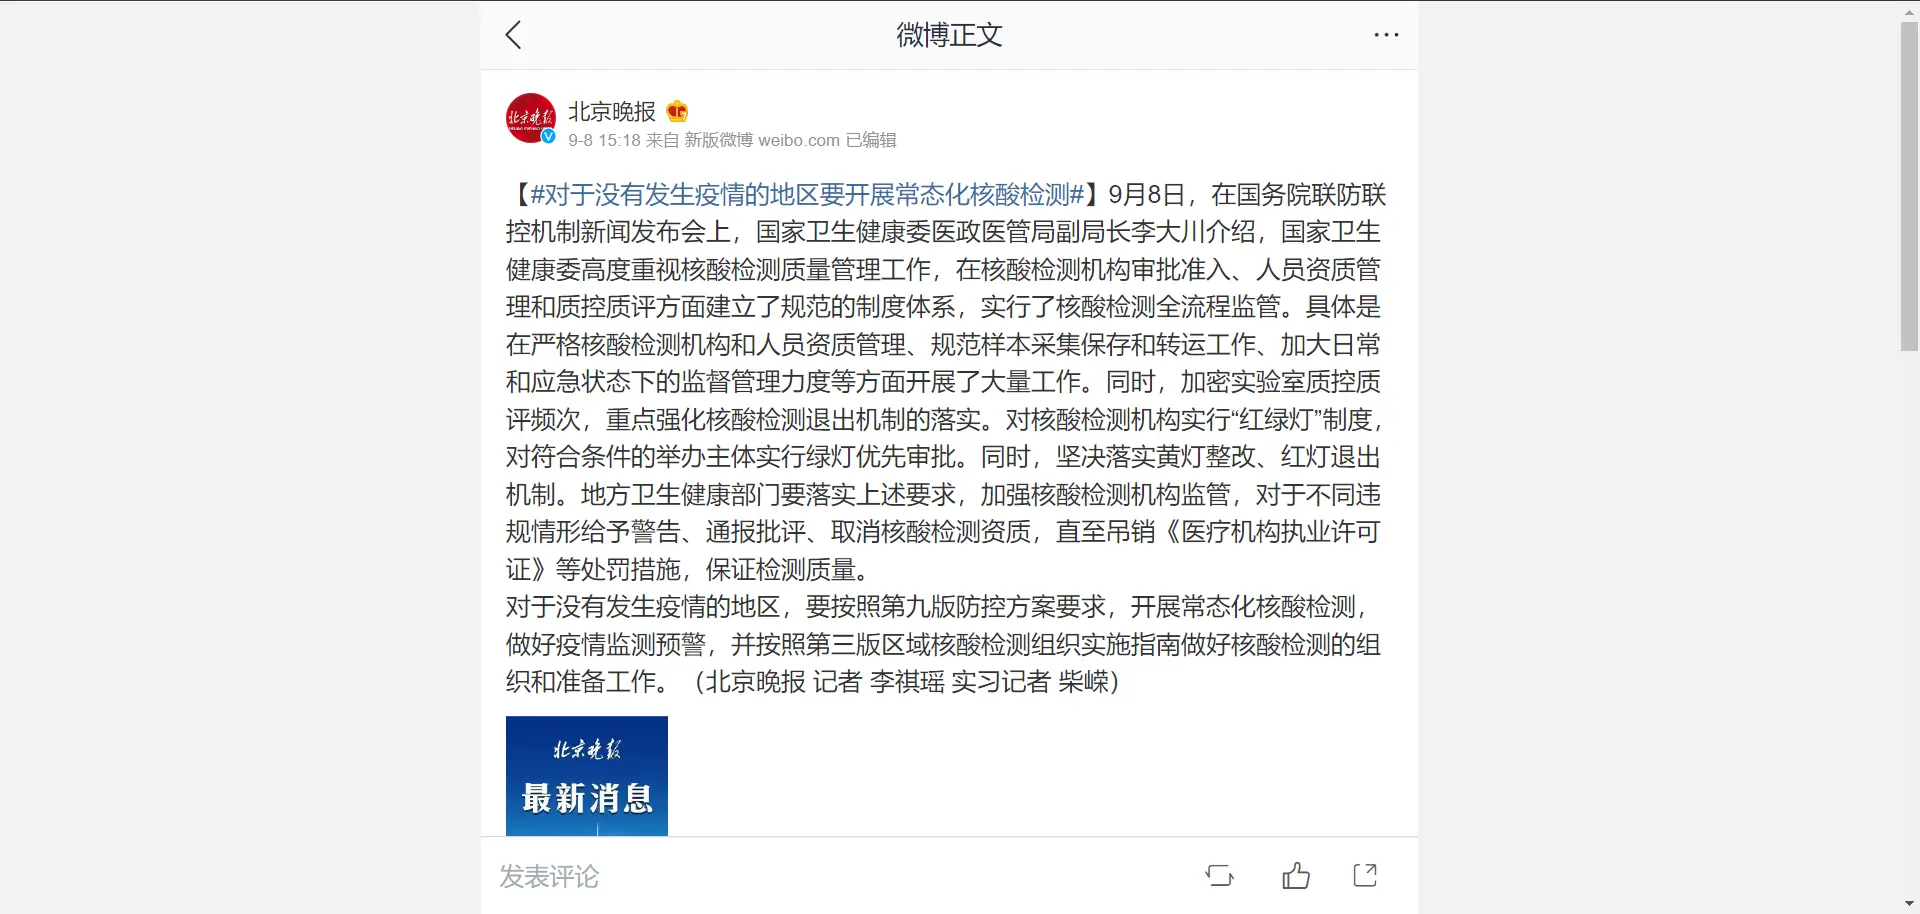 微博正文
北京晚报
北京晚报
9-8 15:18 来自 新版微博 weibo.com 已编辑
【#对于没有发生疫情的地区要开展常态化核酸检测#】9月8日，在国务院联防联
控机制新闻发布会上，国家卫生健康委医政医管局副局长李大川介绍，国家卫生
健康委高度重视核酸检测质量管理工作，在核酸检测机构审批准入、人员资质管
理和质控质评方面建立了规范的制度体系，实行了核酸检测全流程监管。具体是
在严格核酸检测机构和人员资质管理、规范样本采集保存和转运工作、加大日常
和应急状态下的监督管理力度等方面开展了大量工作。同时，加密实验室质控质
评频次，重点强化核酸检测退出机制的落实。对核酸检测机构实行“红绿灯”制度，
对符合条件的举办主体实行绿灯优先审批。同时，坚决落实黄灯整改、红灯退出
机制。地方卫生健康部门要落实上述要求，加强核酸检测机构监管，对于不同违
规情形给予警告、通报批评、取消核酸检测资质，直至吊销《医疗机构执业许可
证》等处罚措施，保证检测质量。
对于没有发生疫情的地区，要按照第九版防控方案要求，开展常态化核酸检测，
做好疫情监测预警，并按照第三版区域核酸检测组织实施指南做好核酸检测的组
织和准备工作。（北京晚报 记者 李祺瑶 实习记者 柴嵘）
北京晚报
最新消息
发表评论